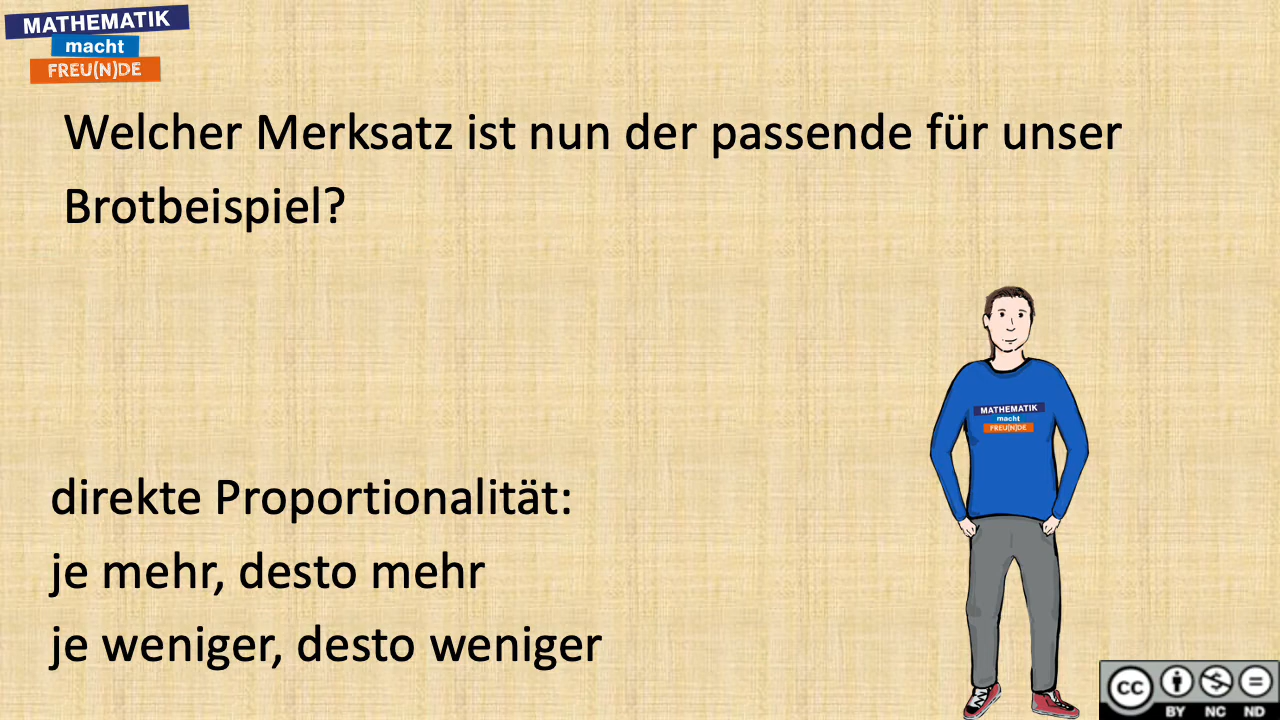 MATHEMATIK
macht
FREU(N)DE
Welcher Merksatz ist nun der passende für unser
Brotbeispiel?
MATHEMATIK
macht
FREU(N)DE
direkte Proportionalität:
je mehr, desto mehr
je weniger, desto weniger
CC
BY NC ND